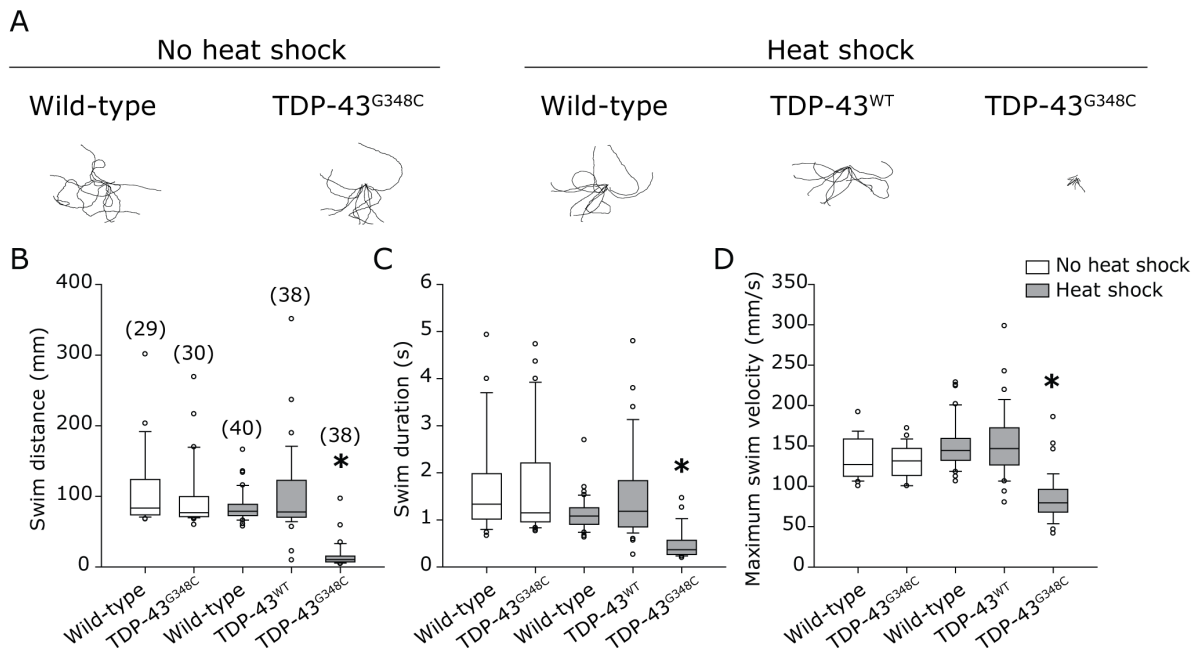 A
No heat shock
Heat shock
Wild-type
TDP-43G348C
Wild-type
TDP-43WT
TDP-43G348C
B
Swim distance (mm)
400
300
200
100
0
(29)
(30)
(40)
(38)
(38)
*
Wild-type
TDP-43G348C
Wild-type
TDP-43WT
TDP-43G348C
C
Swim duration (s)
6
5
4
3
2
1
0
*
Wild-type
TDP-43G348C
Wild-type
TDP-43WT
TDP-43G348C
D
No heat shock
Heat shock
Maximum swim velocity (mm/s)
350
300
250
200
150
100
50
0
*
Wild-type
TDP-43G348C
Wild-type
TDP-43WT
TDP-43G348C